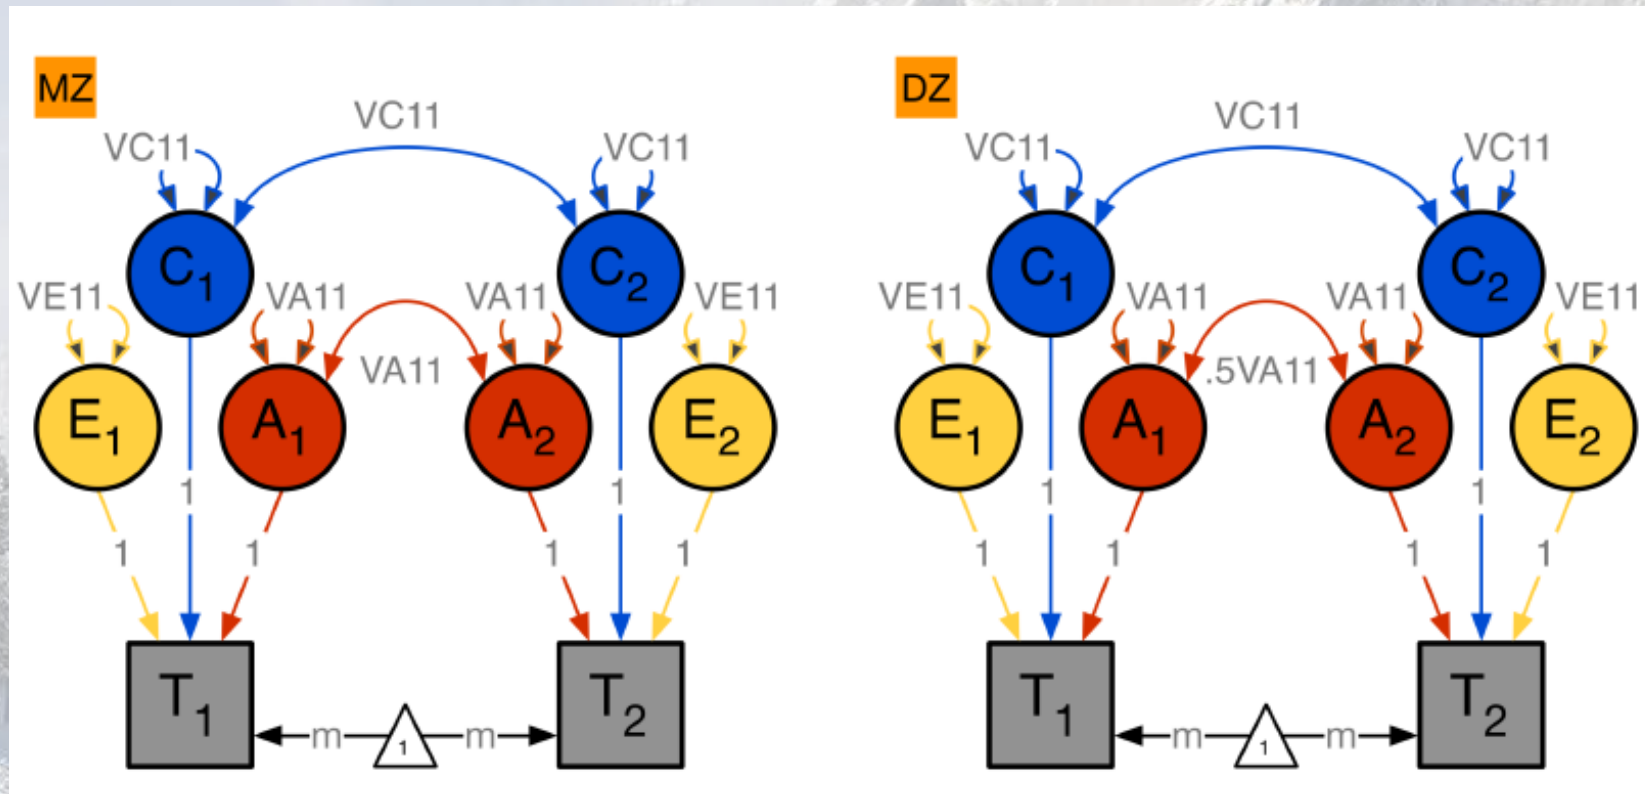 MZ DZ
VC11 VC11
VC11 VC11 VC11 VC11
C1 C2 C1 C2
VE11 VA11 VA11 VE11 VE11 VA11 VA11 VE11
VA11 .5VA11
E1 A1 A2 E2 E1 A1 A2 E2
1 1 1 1
1 1 1 1 1 1 1 1
T1 T2 T1 T2
m 1 m m 1 m